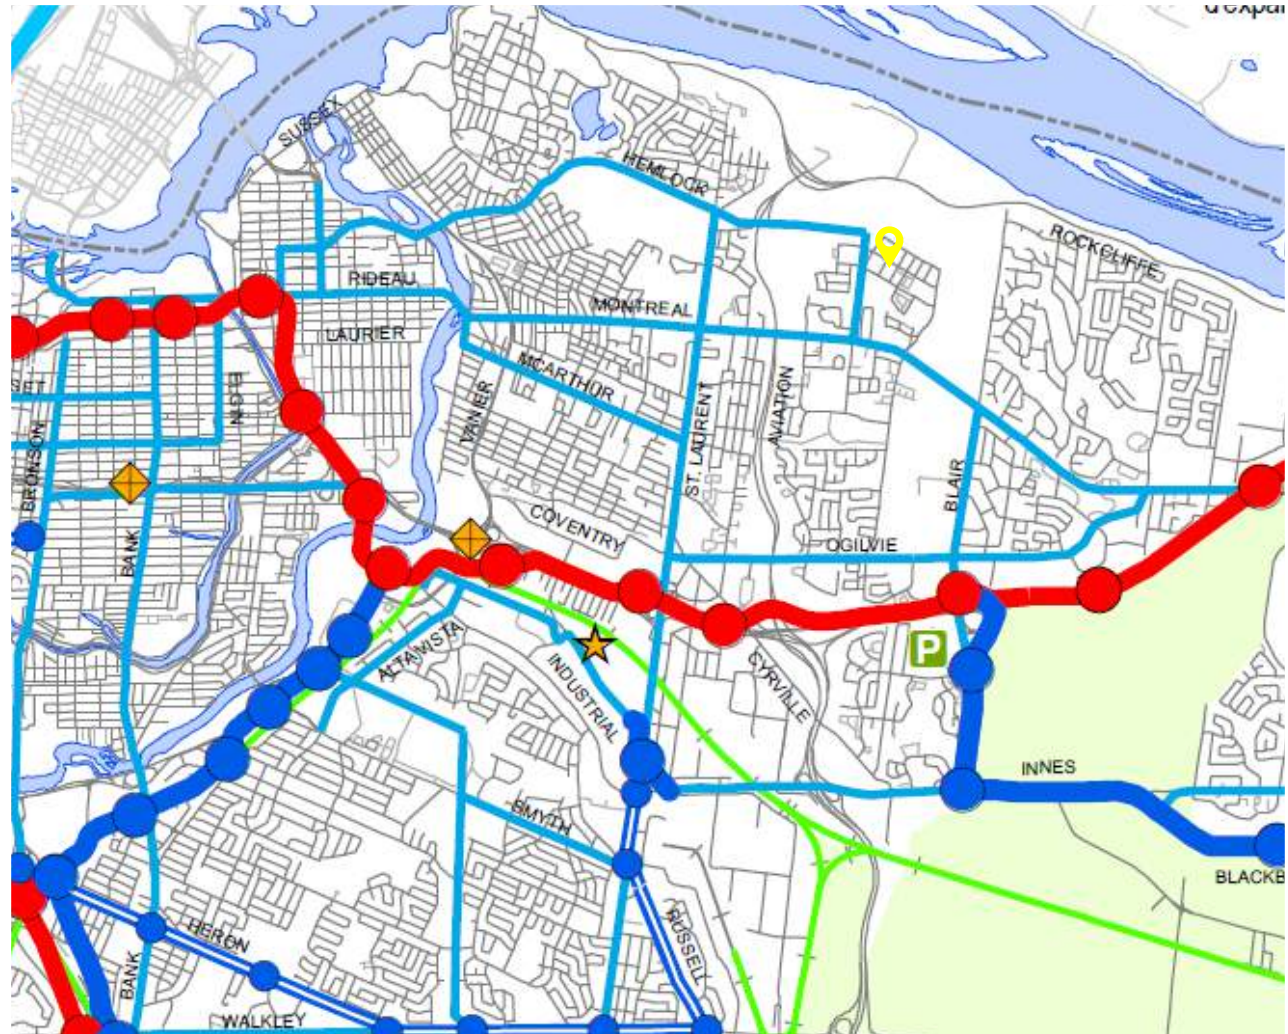 SUSSEX
HEMLOCK
ROCKCLIFFE
RIDEAU
MONTREAL
LAURIER
MCARTHUR
ELGIN
VANIER
ST. LAURENT
AVIATION
BRONSON
BLAIR
COVENTRY
OGILVIE
BANK
P
ALTA VISTA
INDUSTRIAL
CYRVILLE
INNES
SMYTH
HERON
RUSSELL
BANK
WALKLEY